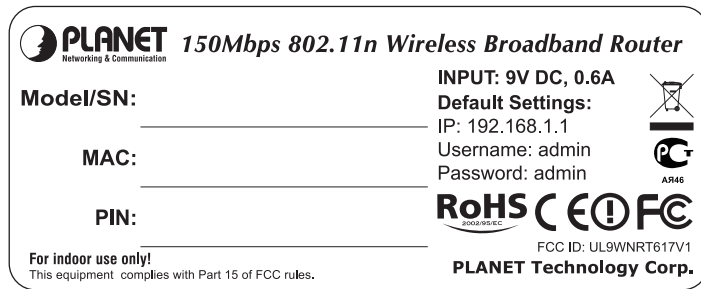 PLANET
Networking & Communication
150Mbps 802.11n Wireless Broadband Router
Model/SN:
MAC:
PIN:
INPUT: 9V DC, 0.6A
Default Settings:
IP: 192.168.1.1
Username: admin
Password: admin
АЯ46
RoHS
2002/95/EC
CE
FC
FCC ID: UL9WNRT617V1
For indoor use only!
This equipment complies with Part 15 of FCC rules.
PLANET Technology Corp.